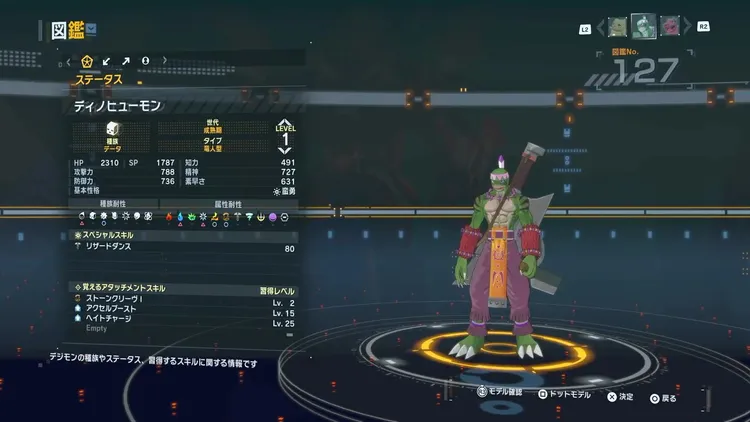 図鑑
L2
R2
図鑑No.
127
ステータス
ディノヒューモン
種族
データ
世代
成熟期
タイプ
竜人型
LEVEL
1
HP 2310 SP 1787 知力 491
攻撃力 788 精神 727
防御力 736 素早さ 631
基本性格 蛮勇
種族耐性 属性耐性
スペシャルスキル
リザードダンス 80
覚えるアタッチメントスキル 習得レベル
ストーングリーヴⅠ Lv. 2
アクセルブースト Lv. 15
ヘイトチャージ Lv. 25
Empty
デジモンの種族やステータス、習得するスキルに関する情報です
R3 モデル確認 ドットモデル 決定 戻る